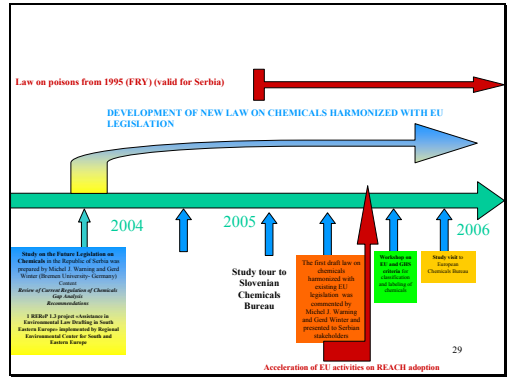 Law on poisons from 1995 (FRY) (valid for Serbia)
DEVELOPMENT OF NEW LAW ON CHEMICALS HARMONIZED WITH EU
LEGISLATION
2004
2005
2006
Study on the Future Legislation on
Chemicals in the Republic of Serbia was
prepared by Michel J. Warning and Gerd
Winter (Bremen University- Germany)
Content
Review of Current Regulation of Chemicals
Gap Analysis
Recommendations
1 REReP 1.2 project «Assistance in
Environmental Law Drafting in South
Eastern Europe» implemented by Regional
Environmental Center for South and
Eastern Europe
Study tour to
Slovenian
Chemicals
Bureau
The first draft law on
chemicals
harmonized with
existing EU
legislation was
commented by
Michel J. Warning
and Gerd Winter and
presented to Serbian
stakeholders
Workshop on
EU and GHS
criteria for
classification
and labeling of
chemicals
Study visit to
European
Chemicals Bureau
29
Acceleration of EU activities on REACH adoption